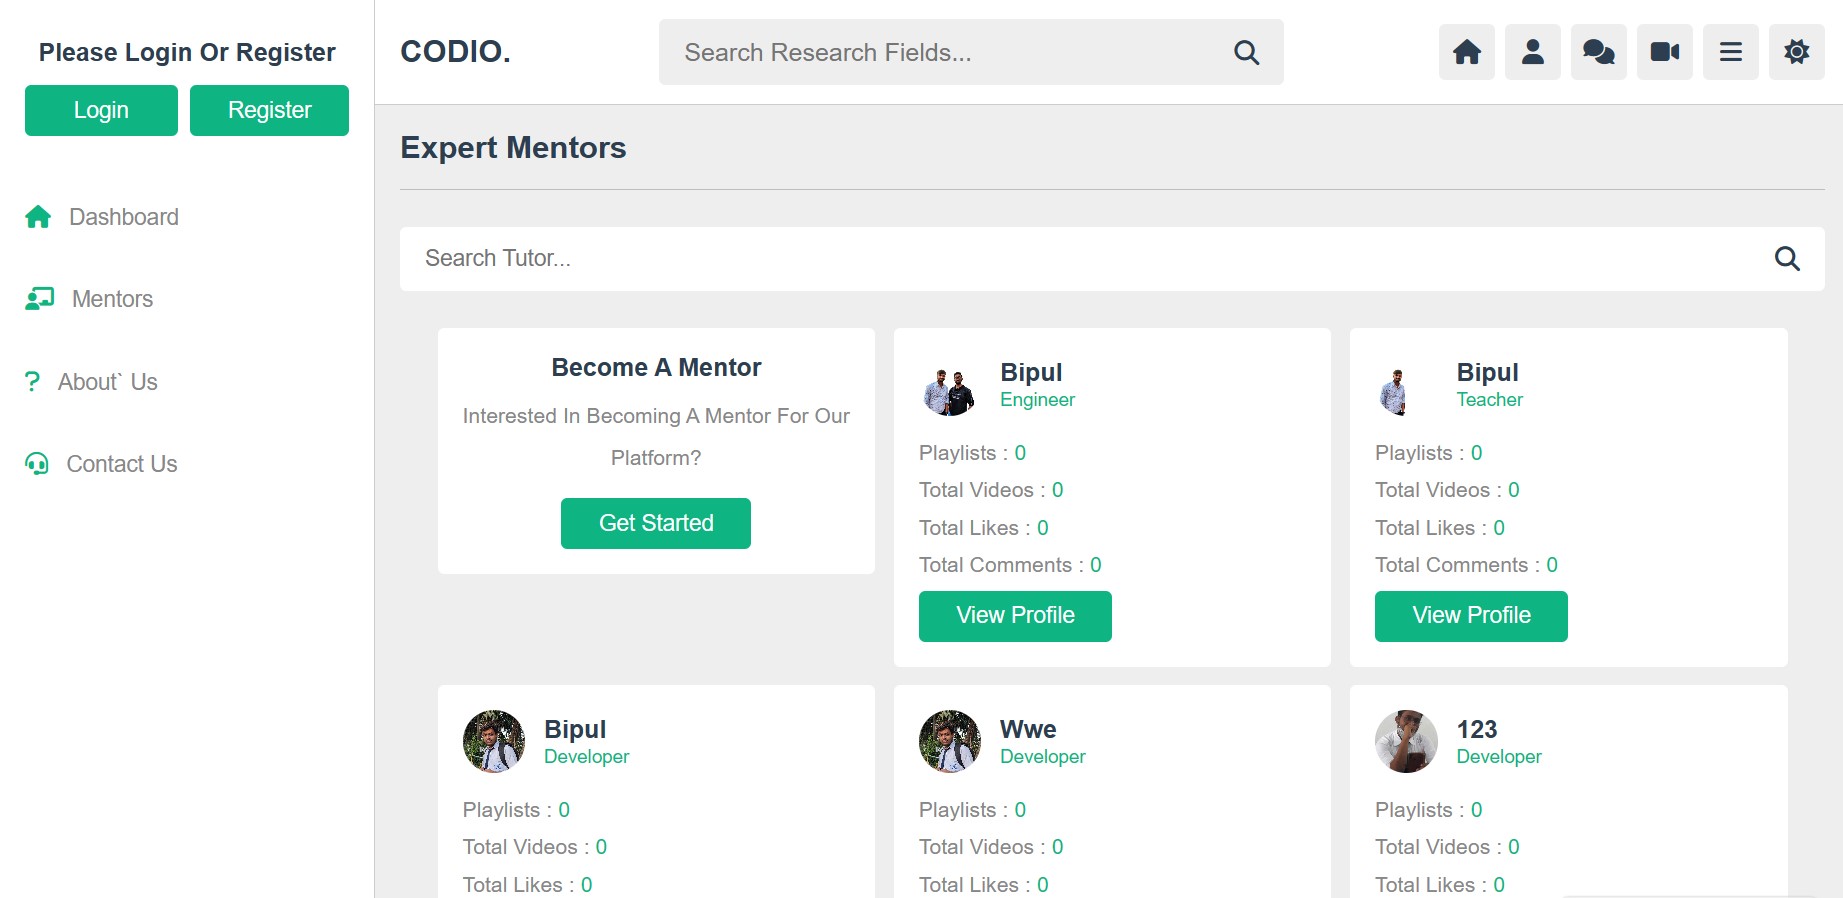 Please Login Or Register
Login
Register
Dashboard
Mentors
About` Us
Contact Us
CODIO.
Search Research Fields...
Expert Mentors
Search Tutor...
Become A Mentor
Interested In Becoming A Mentor For Our
Platform?
Get Started
Bipul
Engineer
Playlists : 0
Total Videos : 0
Total Likes : 0
Total Comments : 0
View Profile
Bipul
Teacher
Playlists : 0
Total Videos : 0
Total Likes : 0
Total Comments : 0
View Profile
Bipul
Developer
Playlists : 0
Total Videos : 0
Total Likes : 0
Wwe
Developer
Playlists : 0
Total Videos : 0
Total Likes : 0
123
Developer
Playlists : 0
Total Videos : 0
Total Likes : 0